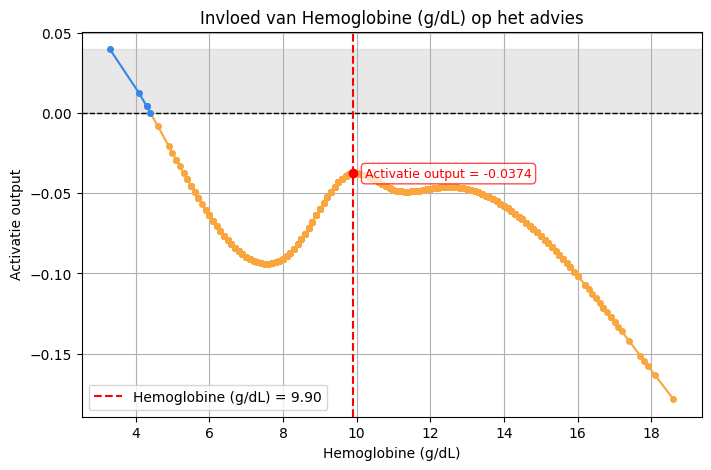 Invloed van Hemoglobine (g/dL) op het advies
Activatie output
0.05
0.00
−0.05
−0.10
−0.15
Activatie output = -0.0374
Hemoglobine (g/dL) = 9.90
4 6 8 10 12 14 16 18
Hemoglobine (g/dL)